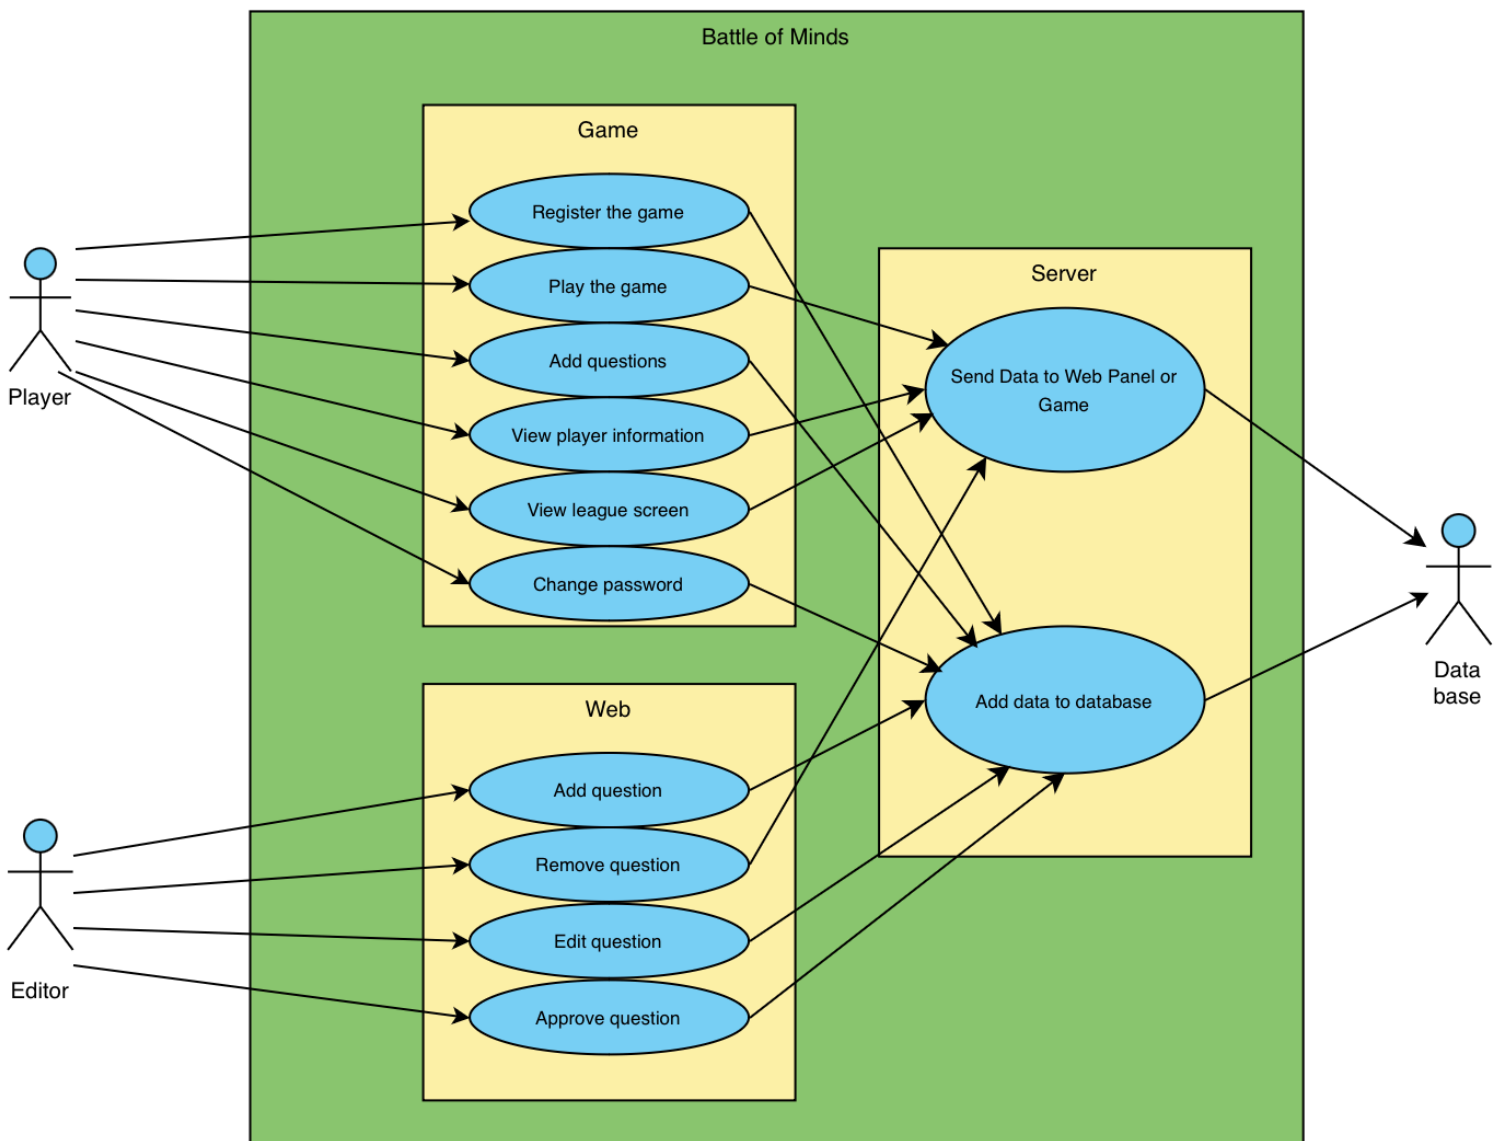 Battle of Minds
Game
Register the game
Play the game
Add questions
View player information
View league screen
Change password
Player
Server
Send Data to Web Panel or
Game
Add data to database
Data
base
Web
Add question
Remove question
Edit question
Approve question
Editor